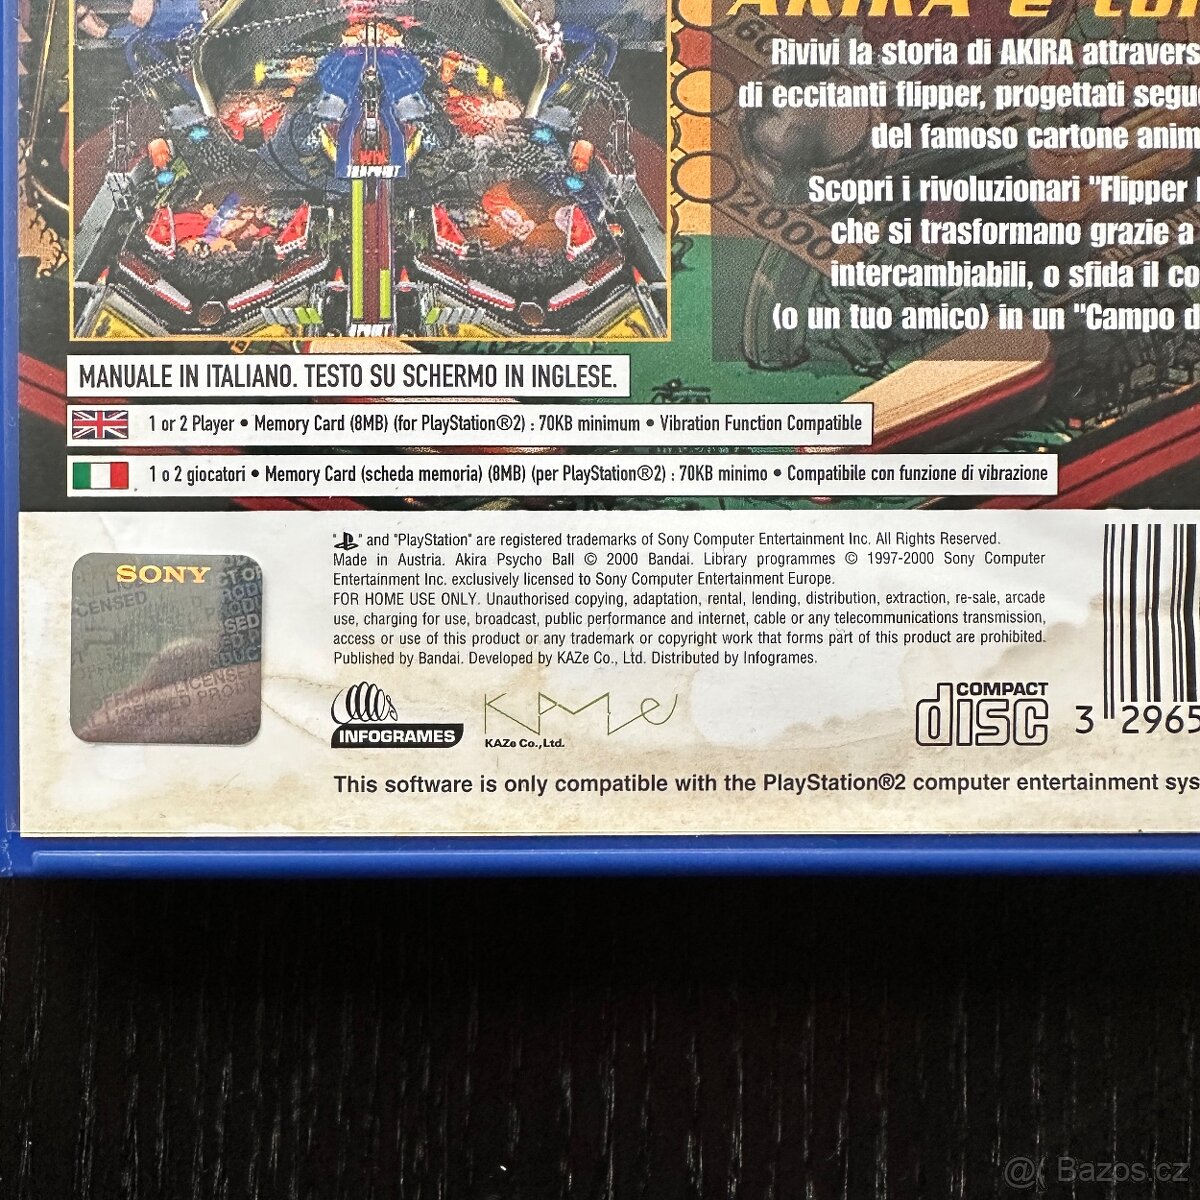 AKIRA E
Rivivi la storia di AKIRA
di eccitanti flipper, progettati
del famoso cartone
Scopri i rivoluzionari "Flipper
che si trasformano grazie a
intercambiabili, o sfida il
(o un tuo amico) in un "Campo
2000
MANUALE IN ITALIANO. TESTO SU SCHERMO IN INGLESE.
1 or 2 Player • Memory Card (8MB) (for PlayStation®2) : 70KB minimum • Vibration Function Compatible
1 o 2 giocatori • Memory Card (scheda memoria) (8MB) (per PlayStation®2) : 70KB minimo • Compatibile con funzione di vibrazione
SONY
" " and "PlayStation" are registered trademarks of Sony Computer Entertainment Inc. All Rights Reserved.
Made in Austria. Akira Psycho Ball © 2000 Bandai. Library programmes © 1997-2000 Sony Computer
Entertainment Inc. exclusively licensed to Sony Computer Entertainment Europe.
FOR HOME USE ONLY. Unauthorised copying, adaptation, rental, lending, distribution, extraction, re-sale, arcade
use, charging for use, broadcast, public performance and internet, cable or any telecommunications transmission,
access or use of this product or any trademark or copyright work that forms part of this product are prohibited.
Published by Bandai. Developed by KAZe Co., Ltd. Distributed by Infogrames.
INFOGRAMES
KAZe Co.,Ltd.
COMPACT
disc
3 2965
This software is only compatible with the PlayStation®2 computer entertainment
Bazos.cz